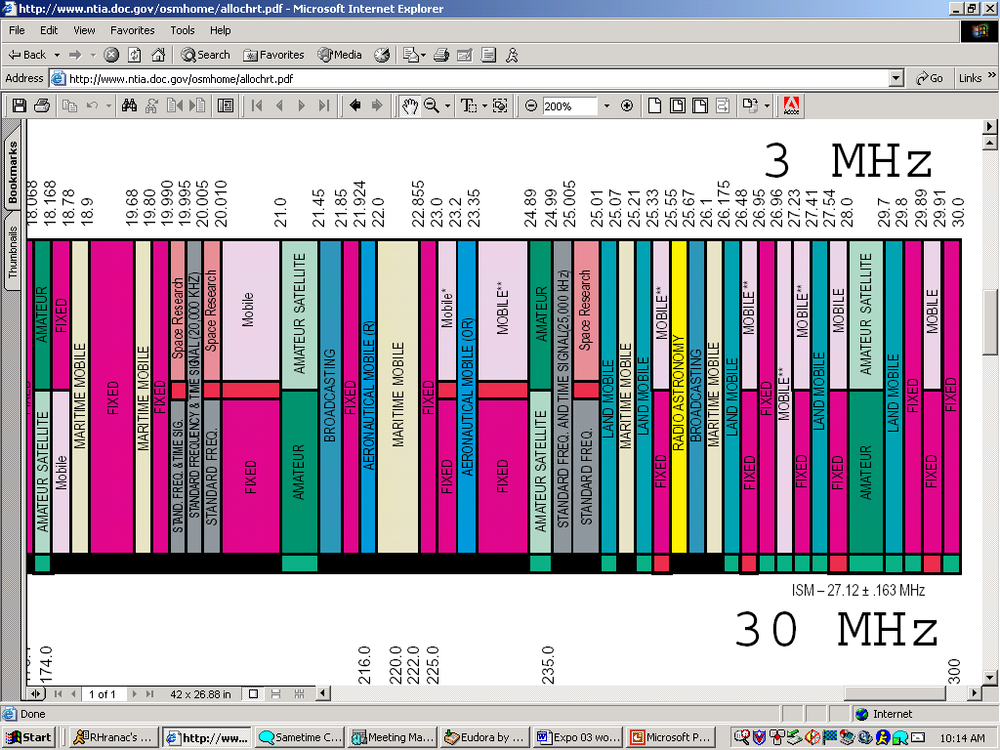 http://www.ntia.doc.gov/osmhome/allochrt.pdf - Microsoft Internet Explorer
File Edit View Favorites Tools Help
Back Search Favorites Media
Address http://www.ntia.doc.gov/osmhome/allochrt.pdf Go Links
200%
Adobe
Bookmarks
Thumbnails
3 MHz
18.068
18.168
18.78
18.9
19.68
19.80
19.990
19.995
20.005
20.010
21.0
21.45
21.85
21.924
22.0
22.855
23.0
23.2
23.35
24.89
24.99
25.005
25.01
25.07
25.21
25.33
25.55
25.67
26.1
26.175
26.48
26.95
26.96
27.23
27.41
27.54
28.0
29.7
29.8
29.89
29.91
30.0
AMATEUR
AMATEUR SATELLITE
FIXED
Mobile
MARITIME MOBILE
FIXED
MARITIME MOBILE
FIXED
Space Research
STAND. FREQ. & TIME SIG.
STANDARD FREQUENCY & TIME SIGNAL (20,000 KHZ)
Space Research
STANDARD FREQ.
Mobile
FIXED
AMATEUR SATELLITE
AMATEUR
BROADCASTING
FIXED
AERONAUTICAL MOBILE (R)
MARITIME MOBILE
FIXED
Mobile*
FIXED
AERONAUTICAL MOBILE (OR)
MOBILE**
FIXED
AMATEUR
AMATEUR SATELLITE
STANDARD FREQ. AND TIME SIGNAL(25,000 kHz)
Space Research
STANDARD FREQ.
LAND MOBILE
MARITIME MOBILE
LAND MOBILE
MOBILE**
FIXED
RADIO ASTRONOMY
BROADCASTING
MARITIME MOBILE
LAND MOBILE
MOBILE **
FIXED
FIXED
MOBILE**
MOBILE**
FIXED
LAND MOBILE
MOBILE
FIXED
AMATEUR SATELLITE
AMATEUR
LAND MOBILE
FIXED
MOBILE
FIXED
FIXED
ISM – 27.12 ± .163 MHz
30 MHz
174.0
216.0
220.0
222.0
225.0
235.0
300
1 of 1 42 x 26.88 in
Done Internet
Start RHranac's ... http://ww... Sametime C... Meeting Ma... Eudora by ... Expo 03 wo... Microsoft P... 10:14 AM